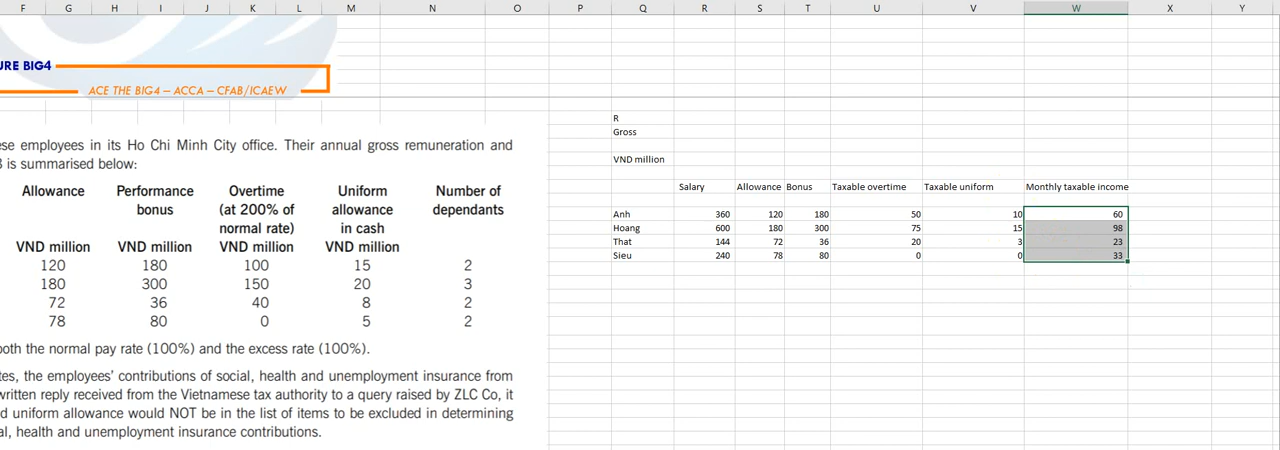 F G H I J K L M N O P Q R S T U V W X Y
RE BIG4
ACE THE BIG4 – ACCA – CFAB/ICAEW
employees in its Ho Chi Minh City office. Their annual gross remuneration and
is summarised below:
Allowance Performance bonus Overtime (at 200% of normal rate) Uniform allowance in cash Number of dependants
VND million VND million VND million VND million
120 180 100 15 2
180 300 150 20 3
72 36 40 8 2
78 80 0 5 2
both the normal pay rate (100%) and the excess rate (100%).
the employees' contributions of social, health and unemployment insurance from
written reply received from the Vietnamese tax authority to a query raised by ZLC Co, it
uniform allowance would NOT be in the list of items to be excluded in determining
health and unemployment insurance contributions.
R
Gross
VND million
Salary Allowance Bonus Taxable overtime Taxable uniform Monthly taxable income
Anh 360 120 180 50 10 60
Hoang 600 180 300 75 15 98
That 144 72 36 20 3 23
Sieu 240 78 80 0 0 33